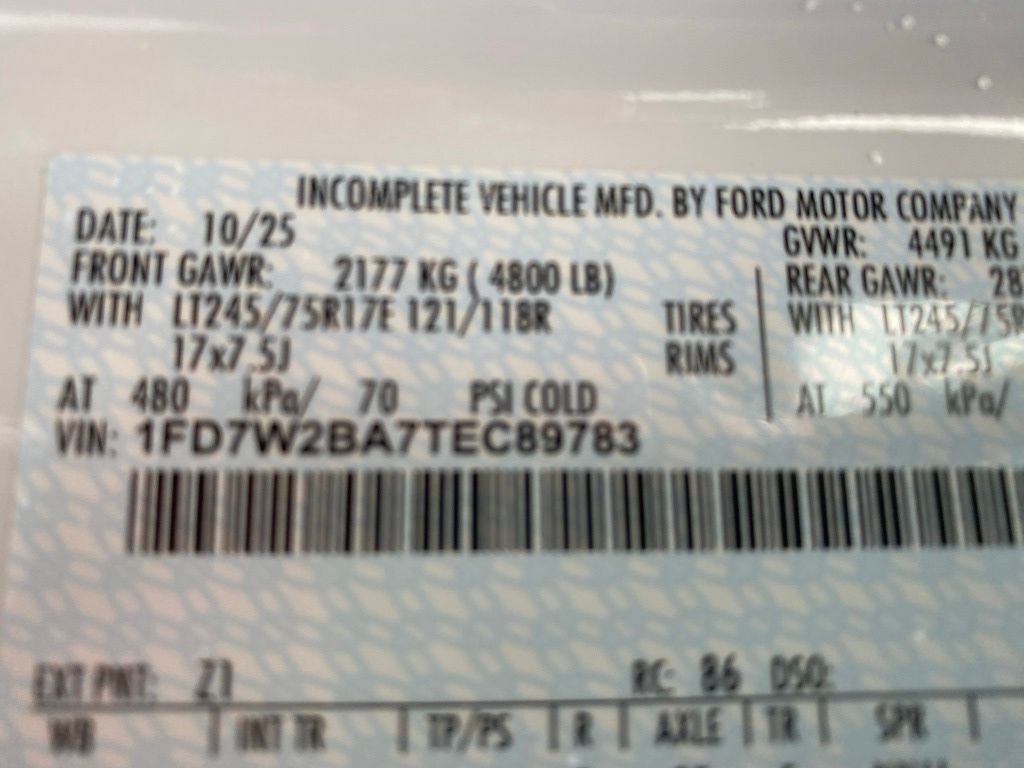 INCOMPLETE VEHICLE MFD. BY FORD MOTOR COMPANY
DATE: 10/25 GVWR: 4491 KG
FRONT GAWR: 2177 KG ( 4800 LB) REAR GAWR: 28
WITH LT245/75R17E 121/118R TIRES WITH LT245/75R
17x7.5J RIMS 17x7.5J
AT 480 kPa/ 70 PSI COLD AT 550 kPa/
VIN: 1FD7W2BA7TEC89783
EXT PNT: Z1 RC: 86 DSO:
WB INT TR TP/PS R AXLE TR SPR